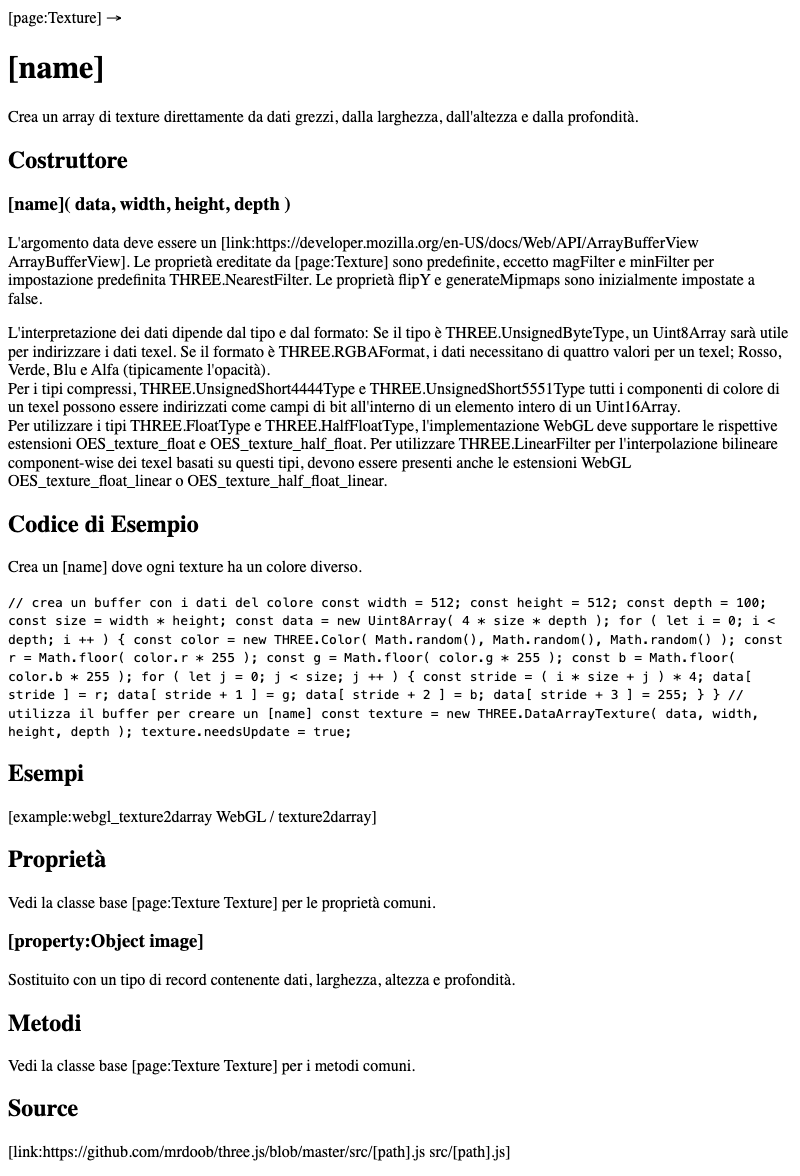 [page:Texture] →
[name]
Crea un array di texture direttamente da dati grezzi, dalla larghezza, dall'altezza e dalla profondità.
Costruttore
[name]( data, width, height, depth )
L'argomento data deve essere un [link:https://developer.mozilla.org/en-US/docs/Web/API/ArrayBufferView
ArrayBufferView]. Le proprietà ereditate da [page:Texture] sono predefinite, eccetto magFilter e minFilter per
impostazione predefinita THREE.NearestFilter. Le proprietà flipY e generateMipmaps sono inizialmente impostate a
false.
L'interpretazione dei dati dipende dal tipo e dal formato: Se il tipo è THREE.UnsignedByteType, un Uint8Array sarà utile
per indirizzare i dati texel. Se il formato è THREE.RGBAFormat, i dati necessitano di quattro valori per un texel; Rosso,
Verde, Blu e Alfa (tipicamente l'opacità).
Per i tipi compressi, THREE.UnsignedShort4444Type e THREE.UnsignedShort5551Type tutti i componenti di colore di
un texel possono essere indirizzati come campi di bit all'interno di un elemento intero di un Uint16Array.
Per utilizzare i tipi THREE.FloatType e THREE.HalfFloatType, l'implementazione WebGL deve supportare le rispettive
estensioni OES_texture_float e OES_texture_half_float. Per utilizzare THREE.LinearFilter per l'interpolazione bilineare
component-wise dei texel basati su questi tipi, devono essere presenti anche le estensioni WebGL
OES_texture_float_linear o OES_texture_half_float_linear.
Codice di Esempio
Crea un [name] dove ogni texture ha un colore diverso.
// crea un buffer con i dati del colore const width = 512; const height = 512; const depth = 100;
const size = width * height; const data = new Uint8Array( 4 * size * depth ); for ( let i = 0; i <
depth; i ++ ) { const color = new THREE.Color( Math.random(), Math.random(), Math.random() ); const
r = Math.floor( color.r * 255 ); const g = Math.floor( color.g * 255 ); const b = Math.floor(
color.b * 255 ); for ( let j = 0; j < size; j ++ ) { const stride = ( i * size + j ) * 4; data[
stride ] = r; data[ stride + 1 ] = g; data[ stride + 2 ] = b; data[ stride + 3 ] = 255; } } //
utilizza il buffer per creare un [name] const texture = new THREE.DataArrayTexture( data, width,
height, depth ); texture.needsUpdate = true;
Esempi
[example:webgl_texture2darray WebGL / texture2darray]
Proprietà
Vedi la classe base [page:Texture Texture] per le proprietà comuni.
[property:Object image]
Sostituito con un tipo di record contenente dati, larghezza, altezza e profondità.
Metodi
Vedi la classe base [page:Texture Texture] per i metodi comuni.
Source
[link:https://github.com/mrdoob/three.js/blob/master/src/[path].js src/[path].js]